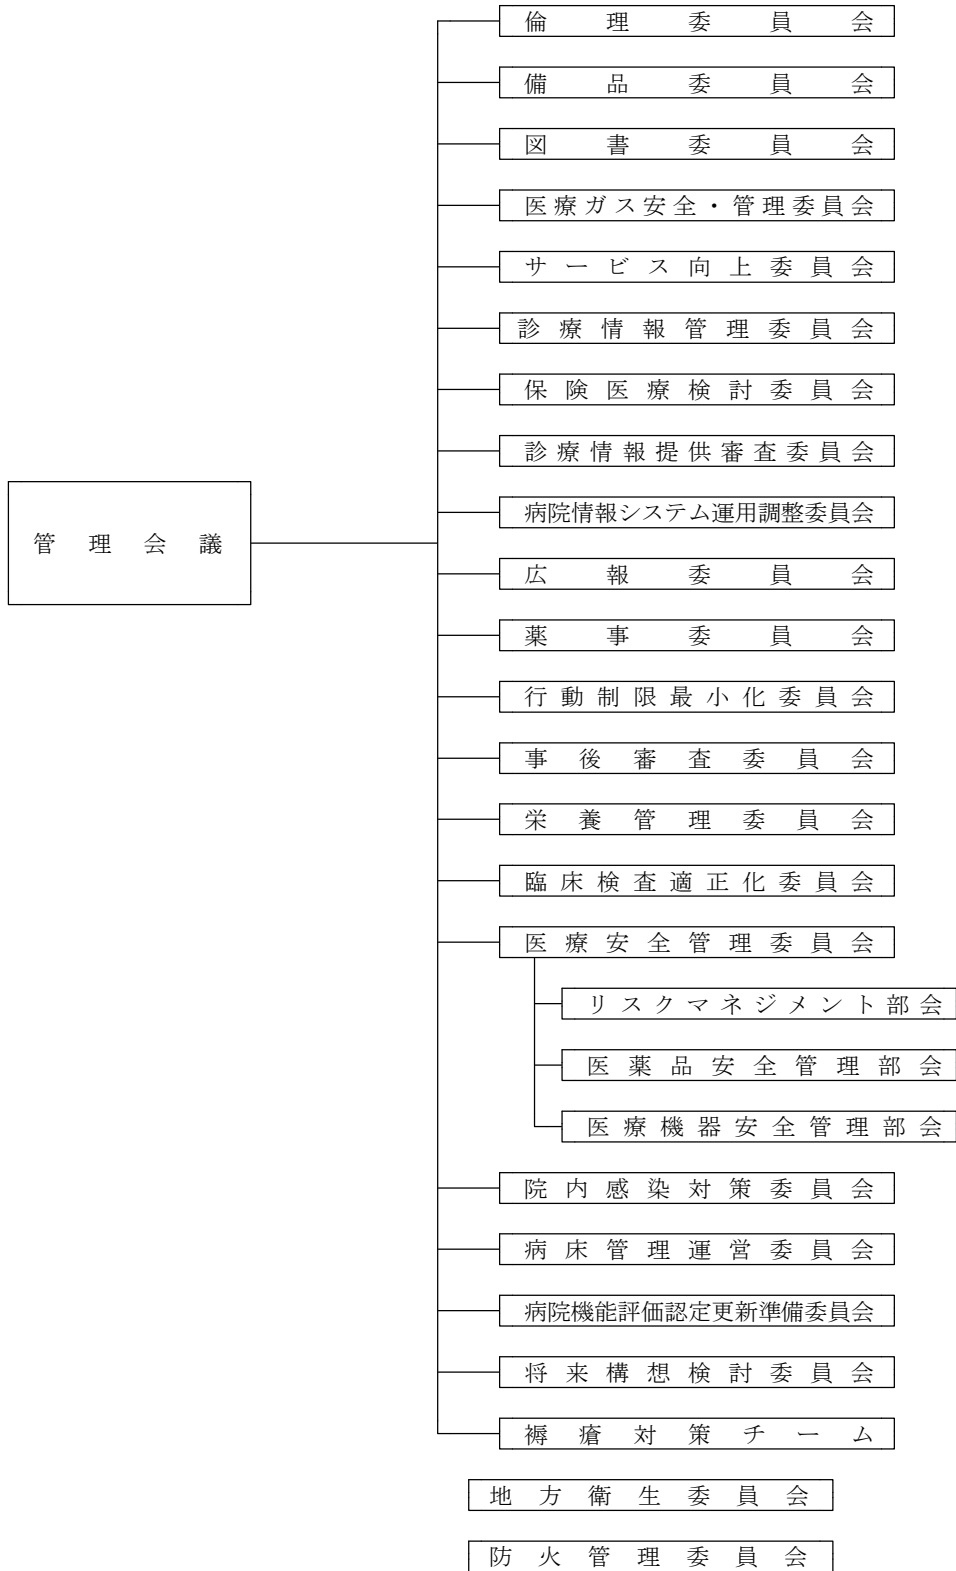 倫理委員会
備品委員会
図書委員会
医療ガス安全・管理委員会
サービス向上委員会
診療情報管理委員会
保険医療検討委員会
診療情報提供審査委員会
病院情報システム運用調整委員会
管理会議
広報委員会
薬事委員会
行動制限最小化委員会
事後審査委員会
栄養管理委員会
臨床検査適正化委員会
医療安全管理委員会
リスクマネジメント部会
医薬品安全管理部会
医療機器安全管理部会
院内感染対策委員会
病床管理運営委員会
病院機能評価認定更新準備委員会
将来構想検討委員会
褥瘡対策チーム
地方衛生委員会
防火管理委員会